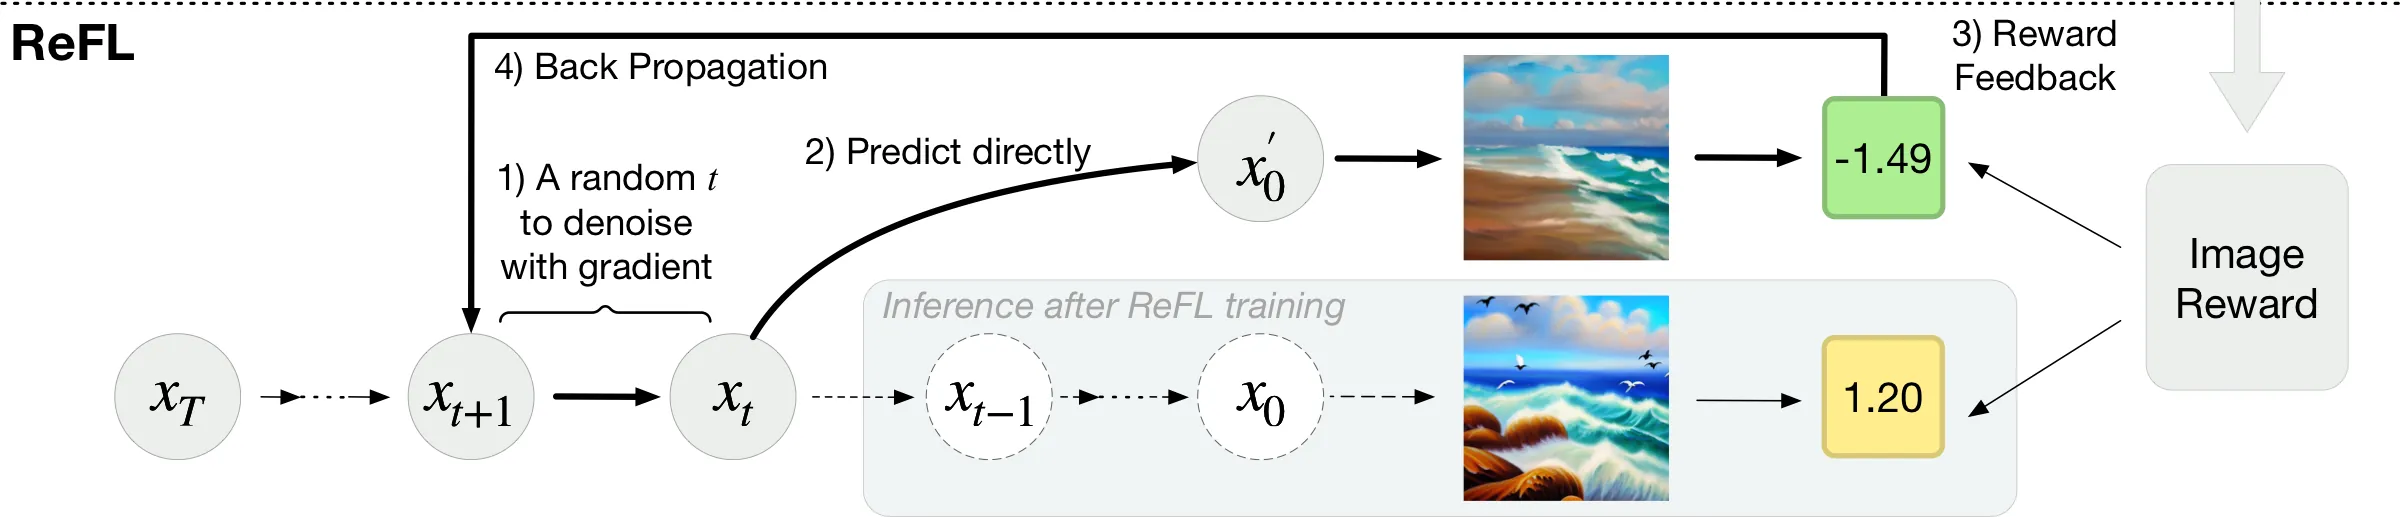 ReFL
4) Back Propagation
3) Reward
Feedback
1) A random t
to denoise
with gradient
2) Predict directly
x′0
-1.49
Image
Reward
Inference after ReFL training
xT
xt+1
xt
xt−1
x0
1.20